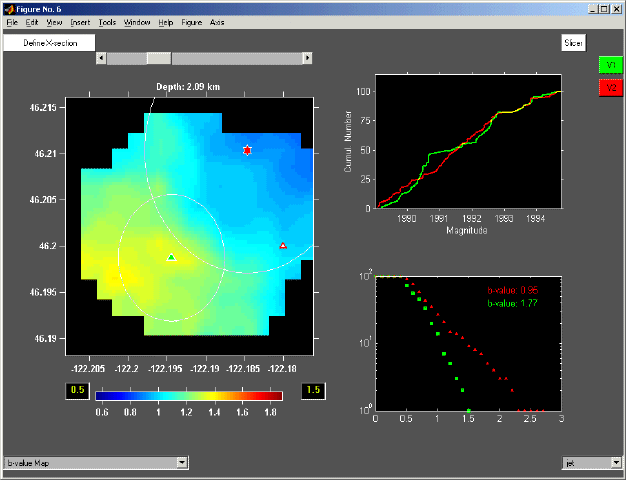 Figure No. 6
File Edit View Insert Tools Window Help Figure Axis
Define X-section
Slicer
V1
V2
Depth: 2.09 km
46.215
46.21
46.205
46.2
46.195
46.19
-122.205 -122.2 -122.195 -122.19 -122.185 -122.18
0.5
1.5
0.6 0.8 1 1.2 1.4 1.6 1.8
Cumul. Number
100
75
50
25
0
1990 1991 1992 1993 1994
Magnitude
b-value: 0.95
b-value: 1.77
10^2
10^1
10^0
0 0.5 1 1.5 2 2.5 3
b-value Map
jet